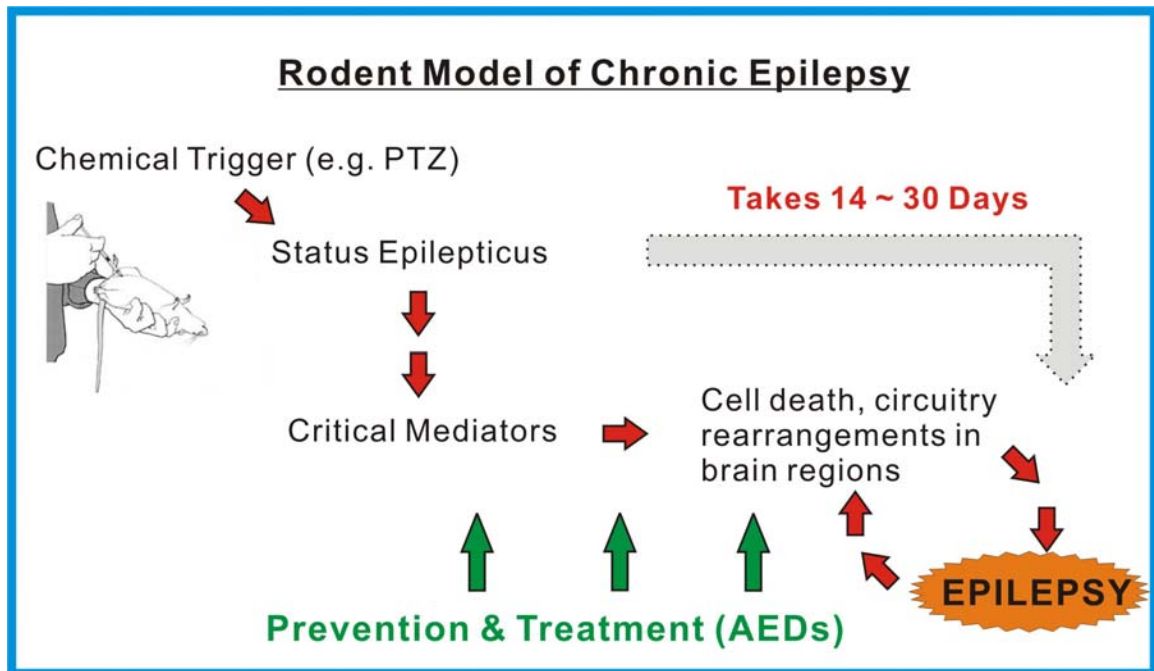 Rodent Model of Chronic Epilepsy
Chemical Trigger (e.g. PTZ)
Takes 14 ~ 30 Days
Status Epilepticus
Critical Mediators
Cell death, circuitry
rearrangements in
brain regions
EPILEPSY
Prevention & Treatment (AEDs)